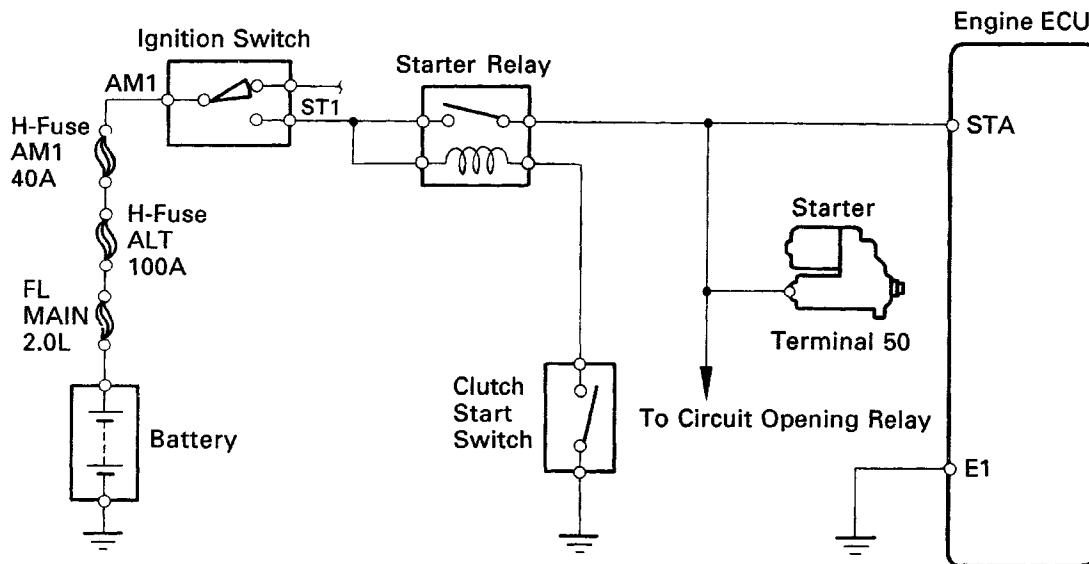 Engine ECU
Ignition Switch
Starter Relay
AM1
ST1
H-Fuse
AM1
40A
STA
H-Fuse
ALT
100A
Starter
FL
MAIN
2.0L
Terminal 50
Clutch
Start
Switch
To Circuit Opening Relay
Battery
E1